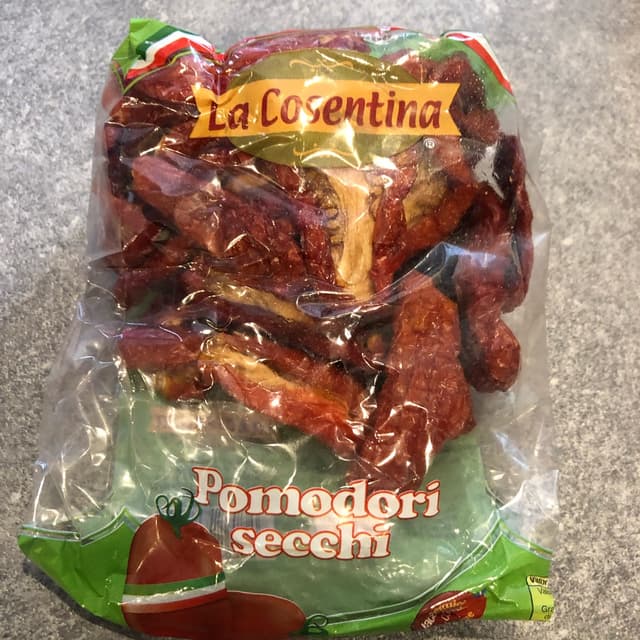 La Cosentina
®
Pomodori
secchi